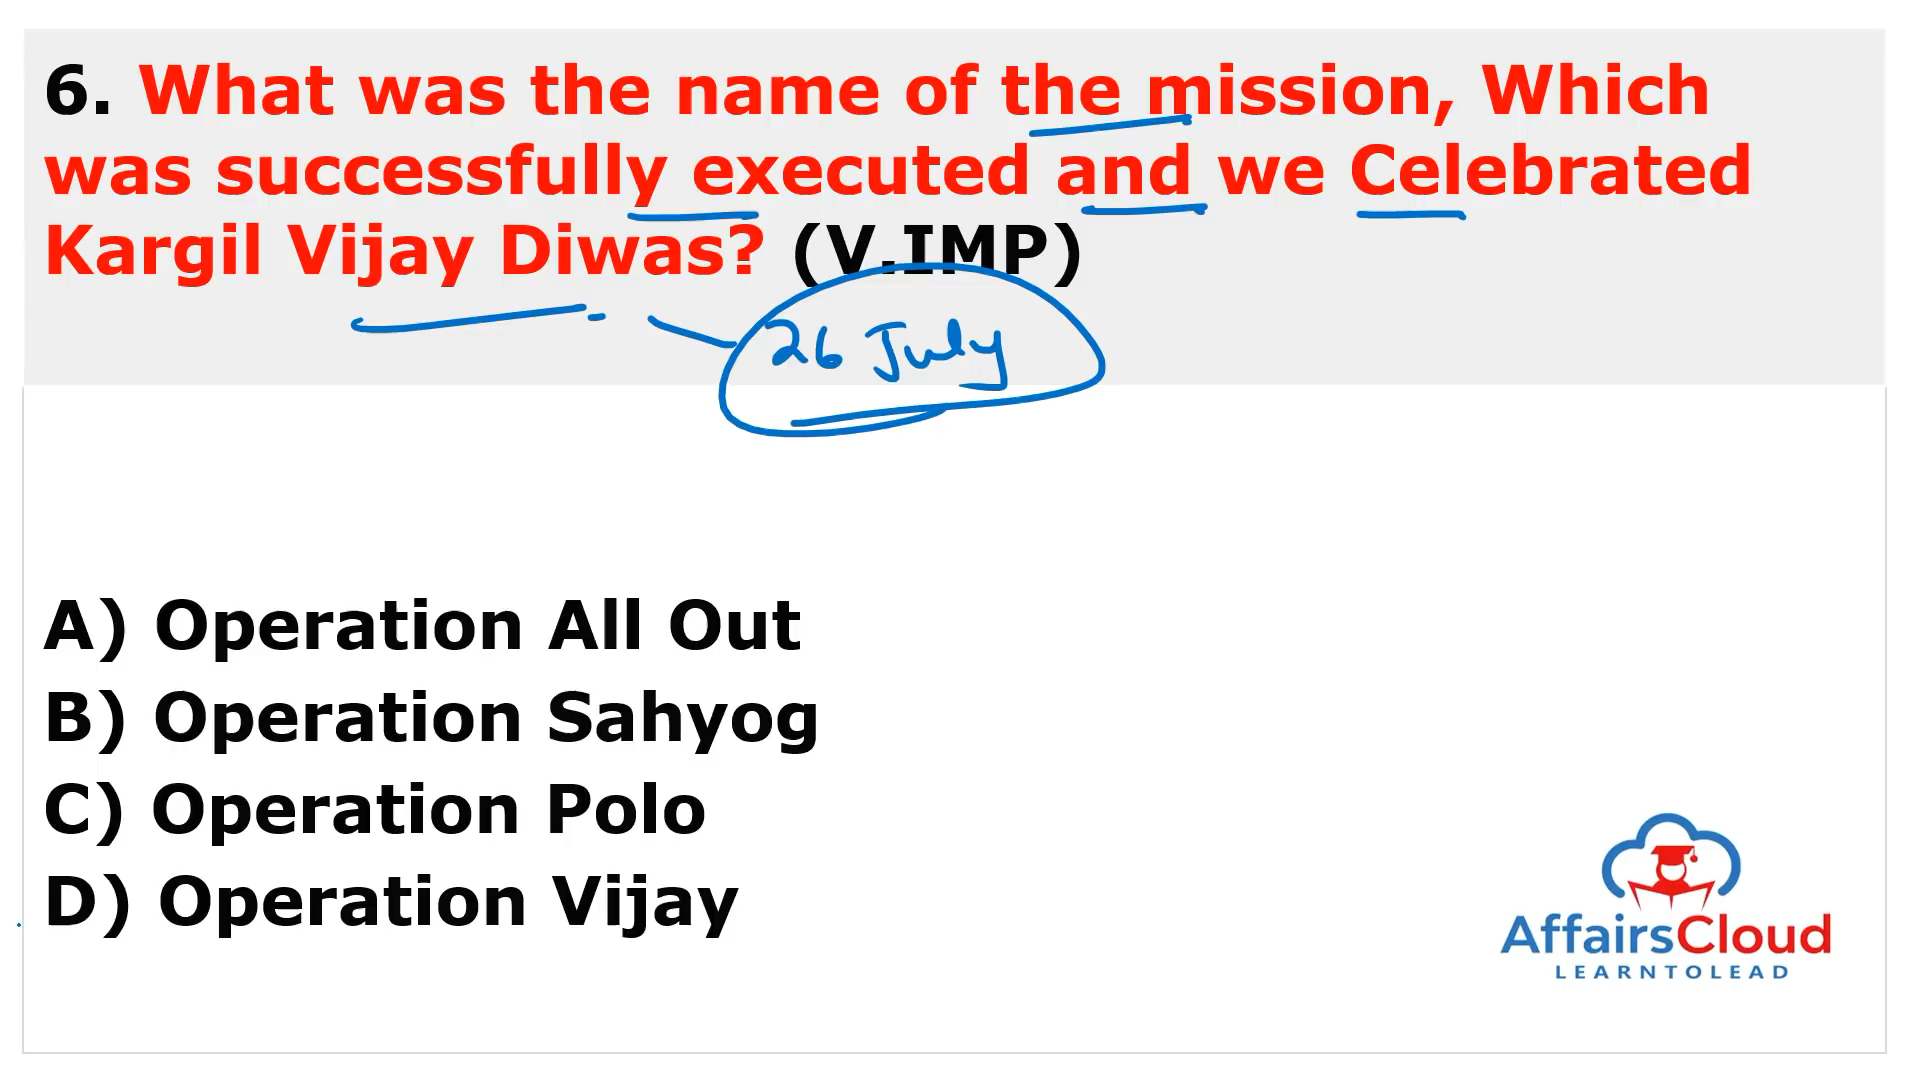 6. What was the name of the mission, Which
was successfully executed and we Celebrated
Kargil Vijay Diwas? (V.IMP)
26 July
A) Operation All Out
B) Operation Sahyog
C) Operation Polo
D) Operation Vijay
AffairsCloud
LEARNTOLEAD